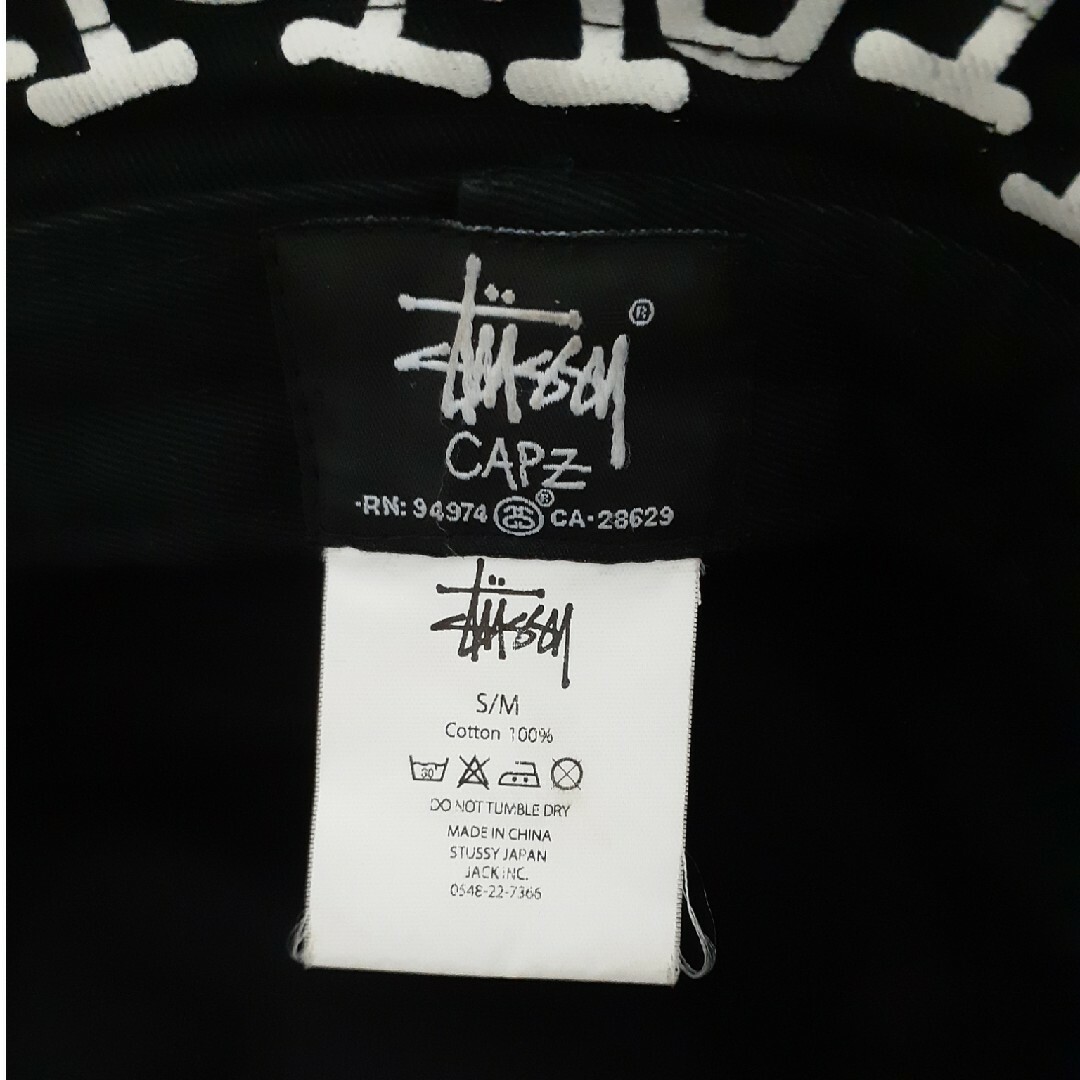 Stüssy ®
CAPZ
·RN: 94974 ® CA·28629
Stüssy
S/M
Cotton 100%
30
DO NOT TUMBLE DRY
MADE IN CHINA
STUSSY JAPAN
JACK INC.
0548-22-7366